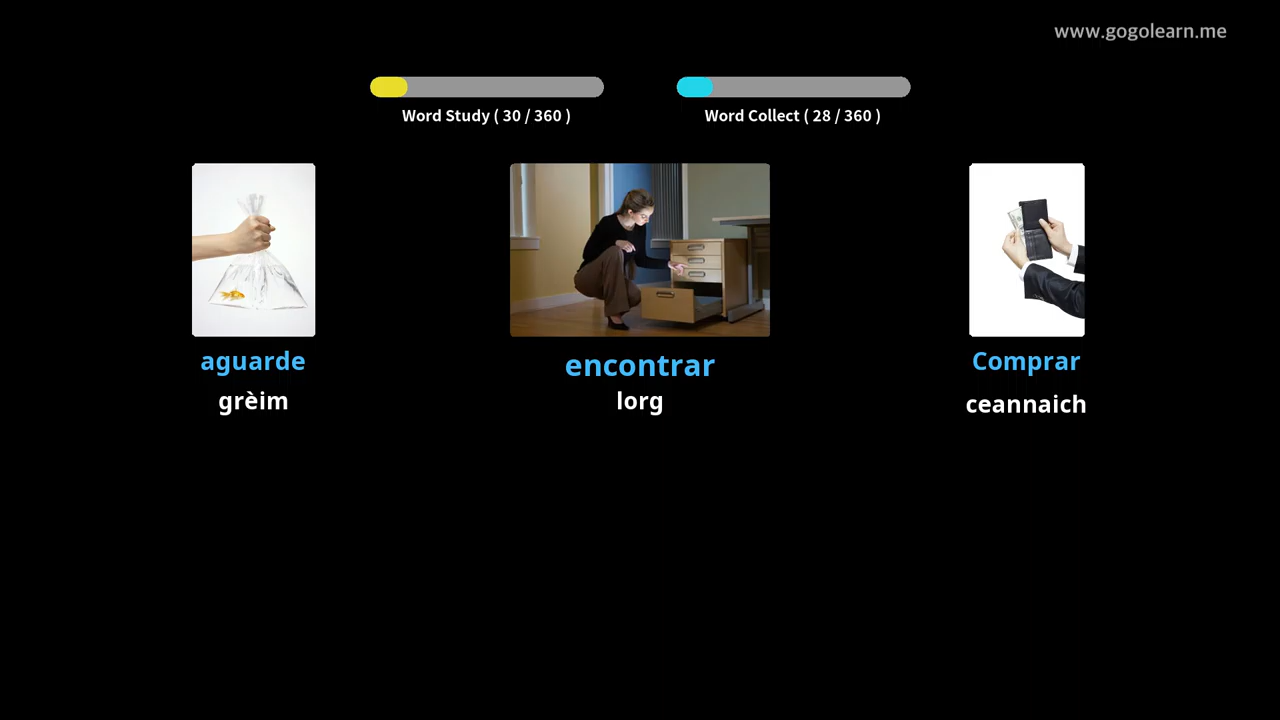 www.gogolearn.me
Word Study ( 30 / 360 )
Word Collect ( 28 / 360 )
aguarde
encontrar
Comprar
grèim
lorg
ceannaich